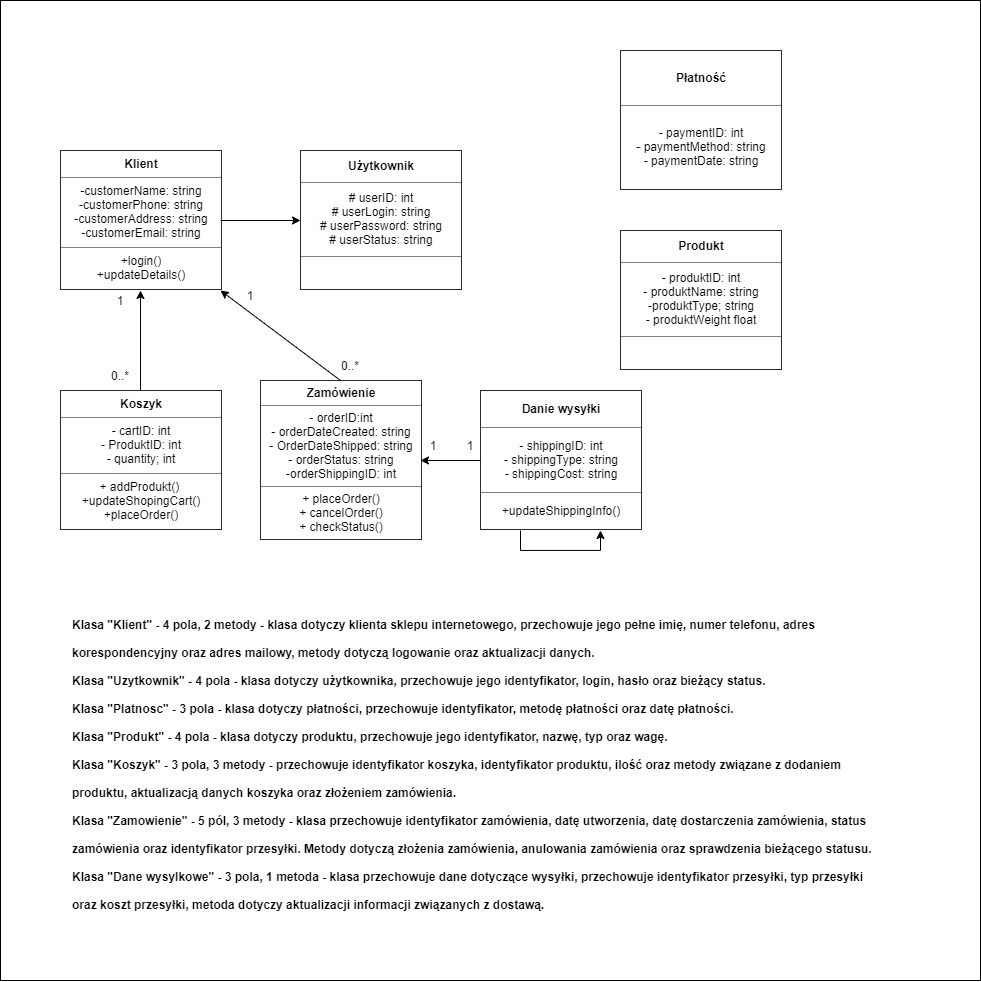 Płatność
- paymentID: int
- paymentMethod: string
- paymentDate: string
Klient
-customerName: string
-customerPhone: string
-customerAddress: string
-customerEmail: string
+login()
+updateDetails()
Użytkownik
# userID: int
# userLogin: string
# userPassword: string
# userStatus: string
Produkt
- produktID: int
- produktName: string
-produktType; string
- produktWeight float
1
1
0..*
0..*
Koszyk
- cartID: int
- ProduktID: int
- quantity; int
+ addProdukt()
+updateShopingCart()
+placeOrder()
Zamówienie
- orderID:int
- orderDateCreated: string
- OrderDateShipped: string
- orderStatus: string
-orderShippingID: int
+ placeOrder()
+ cancelOrder()
+ checkStatus()
1
1
Danie wysyłki
- shippingID: int
- shippingType: string
- shippingCost: string
+updateShippingInfo()
Klasa "Klient" - 4 pola, 2 metody - klasa dotyczy klienta sklepu internetowego, przechowuje jego pełne imię, numer telefonu, adres
korespondencyjny oraz adres mailowy, metody dotyczą logowanie oraz aktualizacji danych.
Klasa "Uzytkownik" - 4 pola - klasa dotyczy użytkownika, przechowuje jego identyfikator, login, hasło oraz bieżący status.
Klasa "Platnosc" - 3 pola - klasa dotyczy płatności, przechowuje identyfikator, metodę płatności oraz datę płatności.
Klasa "Produkt" - 4 pola - klasa dotyczy produktu, przechowuje jego identyfikator, nazwę, typ oraz wagę.
Klasa "Koszyk" - 3 pola, 3 metody - przechowuje identyfikator koszyka, identyfikator produktu, ilość oraz metody związane z dodaniem
produktu, aktualizacją danych koszyka oraz złożeniem zamówienia.
Klasa "Zamowienie" - 5 pól, 3 metody - klasa przechowuje identyfikator zamówienia, datę utworzenia, datę dostarczenia zamówienia, status
zamówienia oraz identyfikator przesyłki. Metody dotyczą złożenia zamówienia, anulowania zamówienia oraz sprawdzenia bieżącego statusu.
Klasa "Dane wysylkowe" - 3 pola, 1 metoda - klasa przechowuje dane dotyczące wysyłki, przechowuje identyfikator przesyłki, typ przesyłki
oraz koszt przesyłki, metoda dotyczy aktualizacji informacji związanych z dostawą.